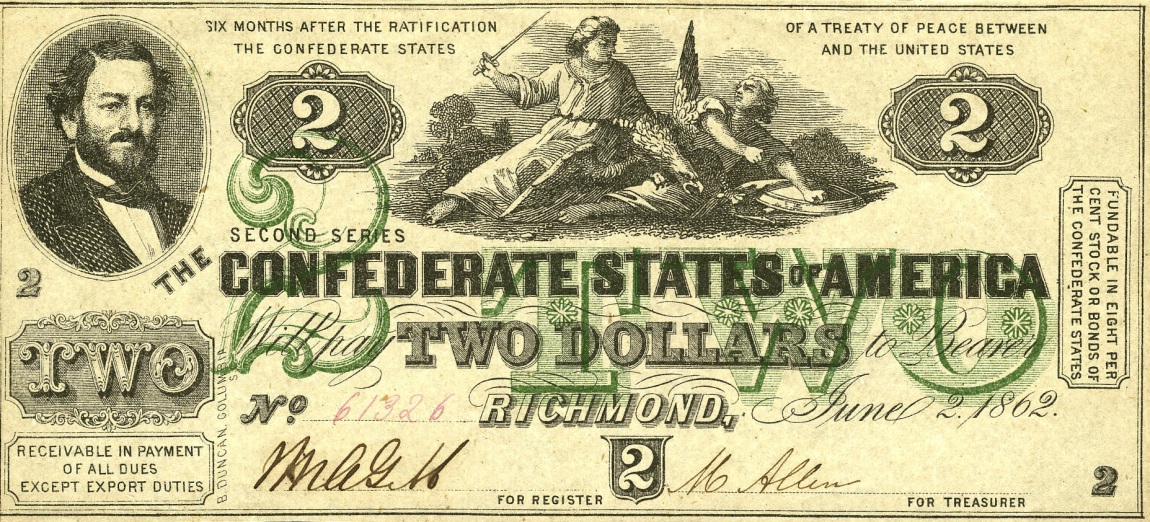 SIX MONTHS AFTER THE RATIFICATION
THE CONFEDERATE STATES
OF A TREATY OF PEACE BETWEEN
AND THE UNITED STATES
2
2
2
SECOND SERIES
THE CONFEDERATE STATES OF AMERICA
TWO
Will pay TWO DOLLARS to Bearer
No 61326 RICHMOND, June 2. 1862.
2
TWO
RECEIVABLE IN PAYMENT
OF ALL DUES
EXCEPT EXPORT DUTIES
B. DUNCAN, COLUMBIA
FOR REGISTER
2
M Allen
FOR TREASURER
2
FUNDABLE IN EIGHT PER
CENT STOCK OR BONDS OF
THE CONFEDERATE STATES